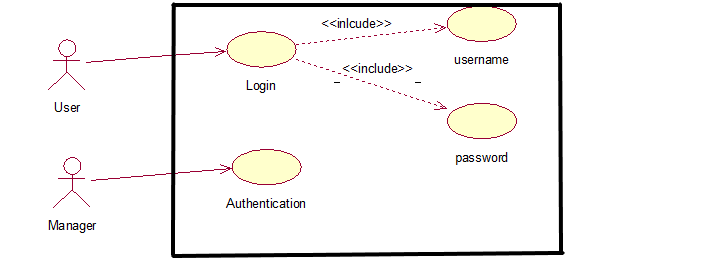 <<inlcude>>
username
Login
<<include>>
User
password
Authentication
Manager